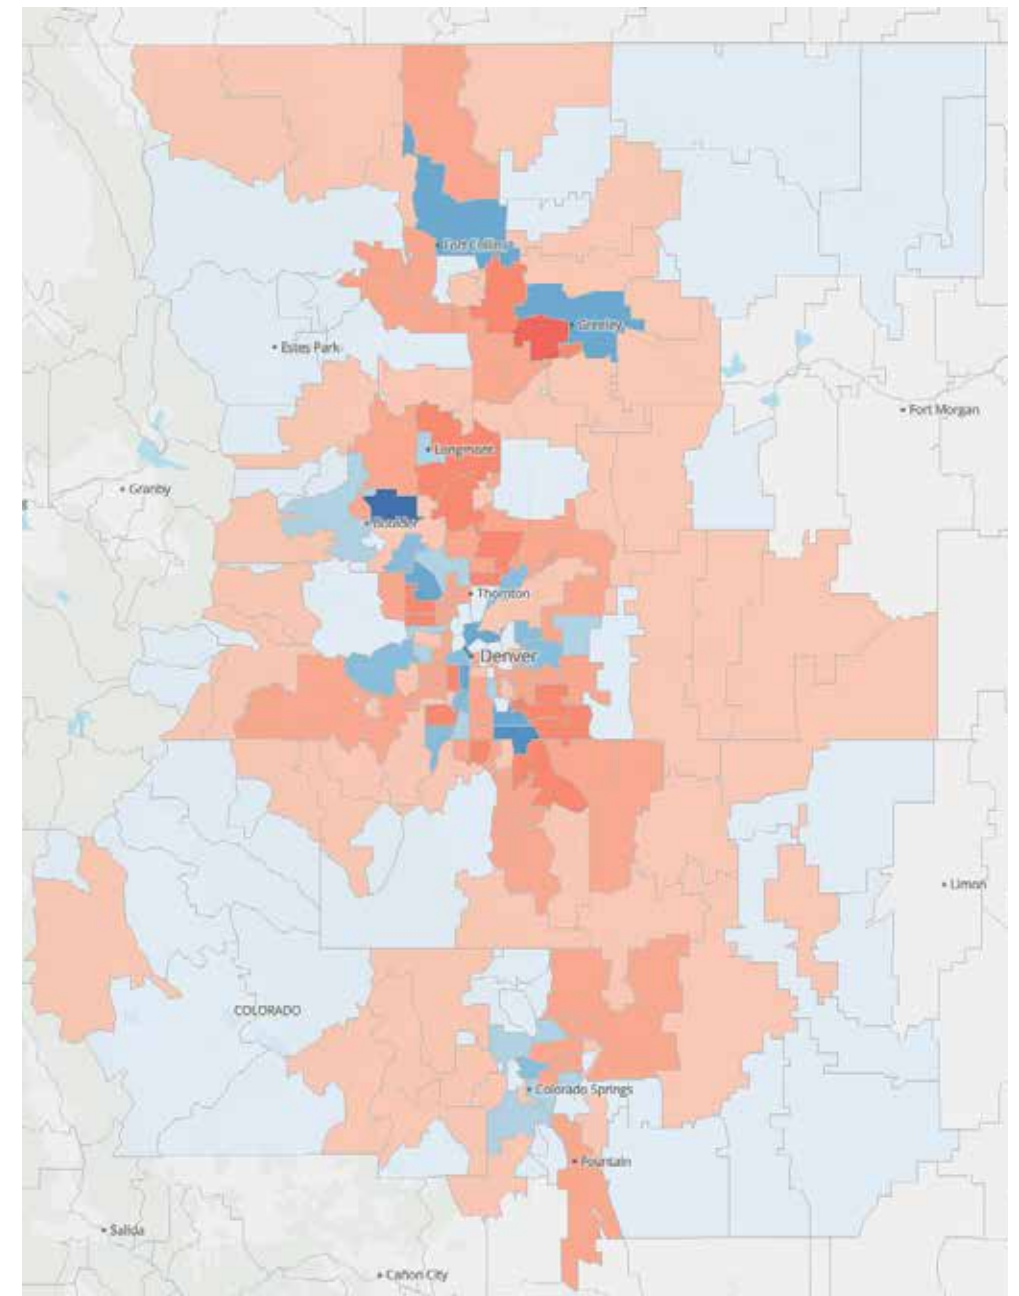 Fort Collins
Greeley
Estes Park
Fort Morgan
Longmont
Granby
Boulder
Thornton
Denver
Limon
COLORADO
Colorado Springs
Fountain
Salida
Cañon City